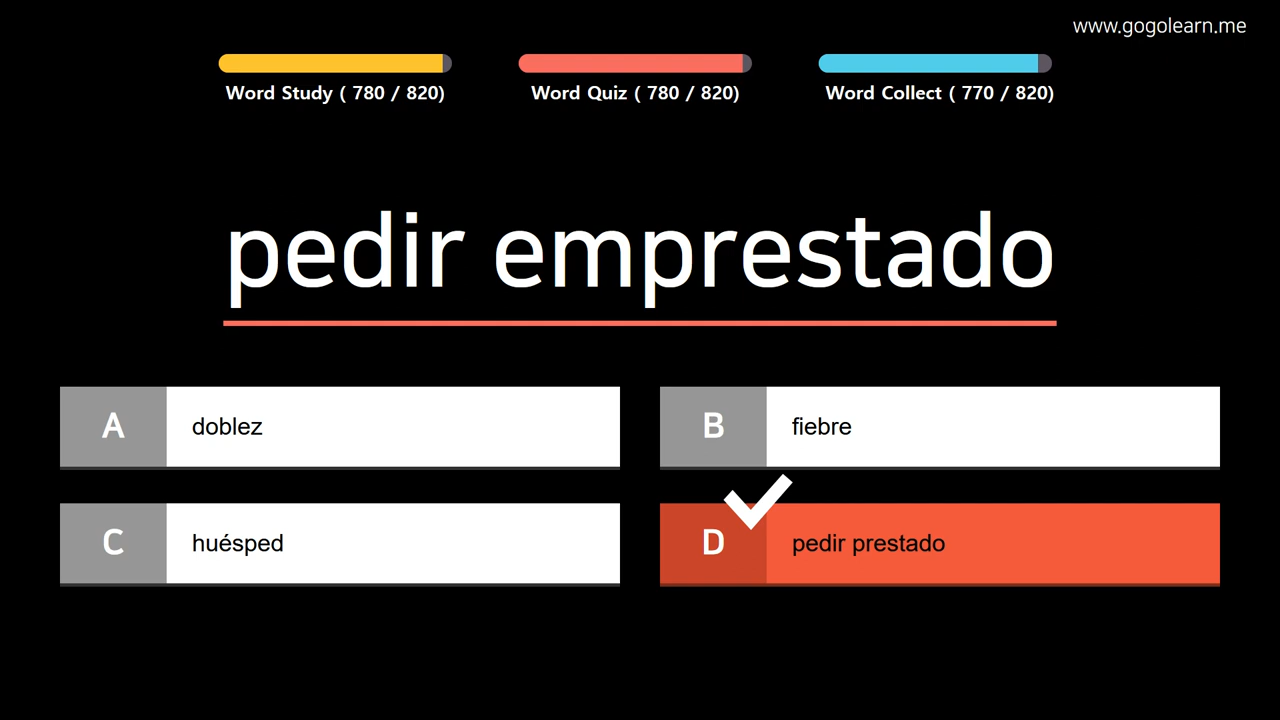 www.gogolearn.me
Word Study ( 780 / 820)
Word Quiz ( 780 / 820)
Word Collect ( 770 / 820)
pedir emprestado
A
doblez
B
fiebre
C
huésped
D
pedir prestado